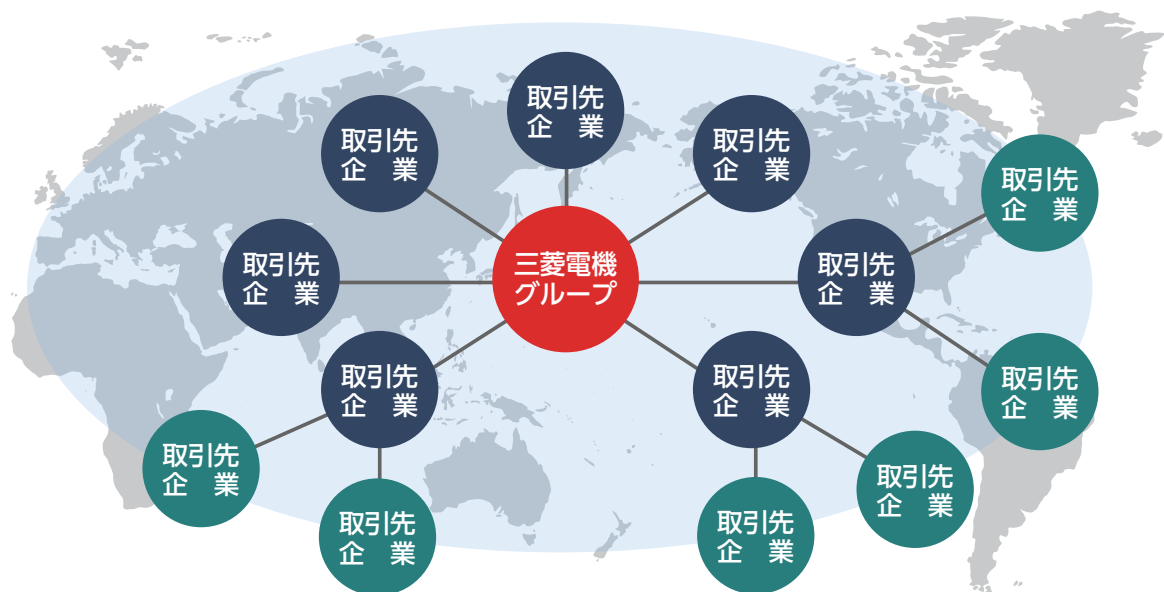 取引先
企　業
取引先
企　業
取引先
企　業
取引先
企　業
取引先
企　業
三菱電機
グループ
取引先
企　業
取引先
企　業
取引先
企　業
取引先
企　業
取引先
企　業
取引先
企　業
取引先
企　業
取引先
企　業